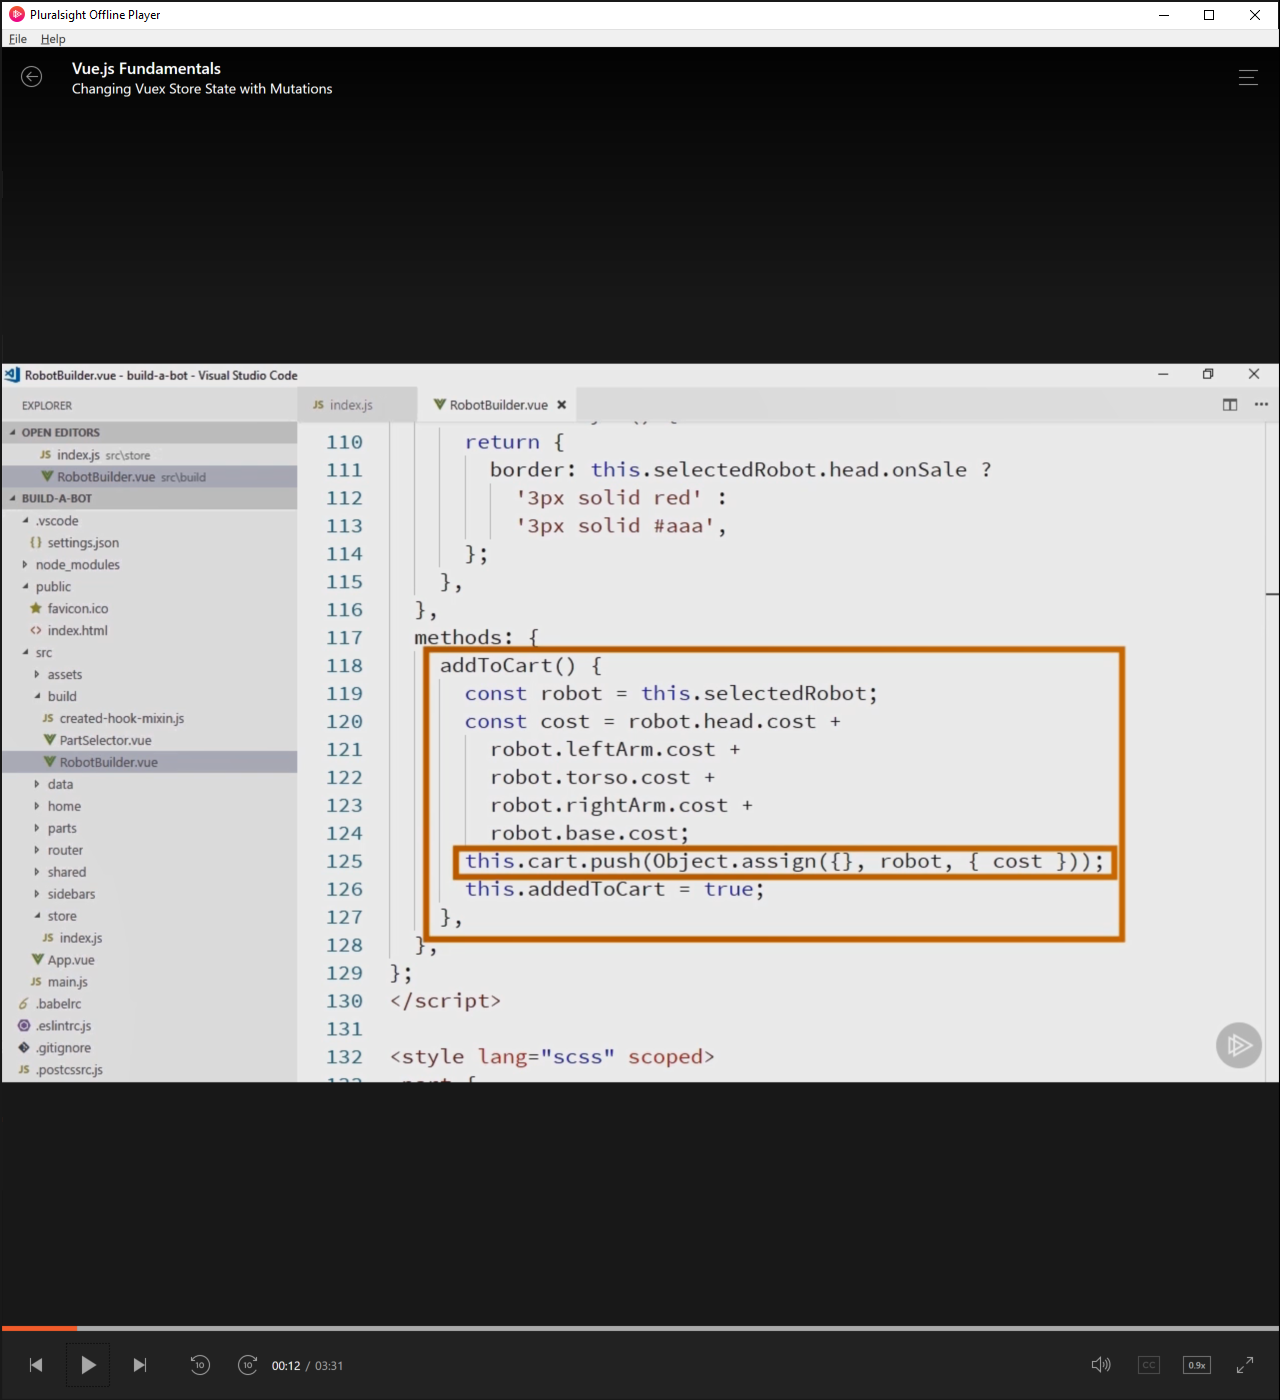 Pluralsight Offline Player
File Help
Vue.js Fundamentals
Changing Vuex Store State with Mutations
RobotBuilder.vue - build-a-bot - Visual Studio Code
EXPLORER
JS index.js
RobotBuilder.vue
OPEN EDITORS
JS index.js src\store
RobotBuilder.vue src\build
BUILD-A-BOT
.vscode
{} settings.json
node_modules
public
favicon.ico
<> index.html
src
assets
build
JS created-hook-mixin.js
PartSelector.vue
RobotBuilder.vue
data
home
parts
router
shared
sidebars
store
JS index.js
App.vue
JS main.js
.babelrc
.eslintrc.js
.gitignore
JS .postcssrc.js
110 return {
111 border: this.selectedRobot.head.onSale ?
112 '3px solid red' :
113 '3px solid #aaa',
114 };
115 },
116 },
117 methods: {
118 addToCart() {
119 const robot = this.selectedRobot;
120 const cost = robot.head.cost +
121 robot.leftArm.cost +
122 robot.torso.cost +
123 robot.rightArm.cost +
124 robot.base.cost;
125 this.cart.push(Object.assign({}, robot, { cost }));
126 this.addedToCart = true;
127 },
128 },
129 };
130 </script>
131
132 <style lang="scss" scoped>
10
10
00:12 / 03:31
CC
0.9x